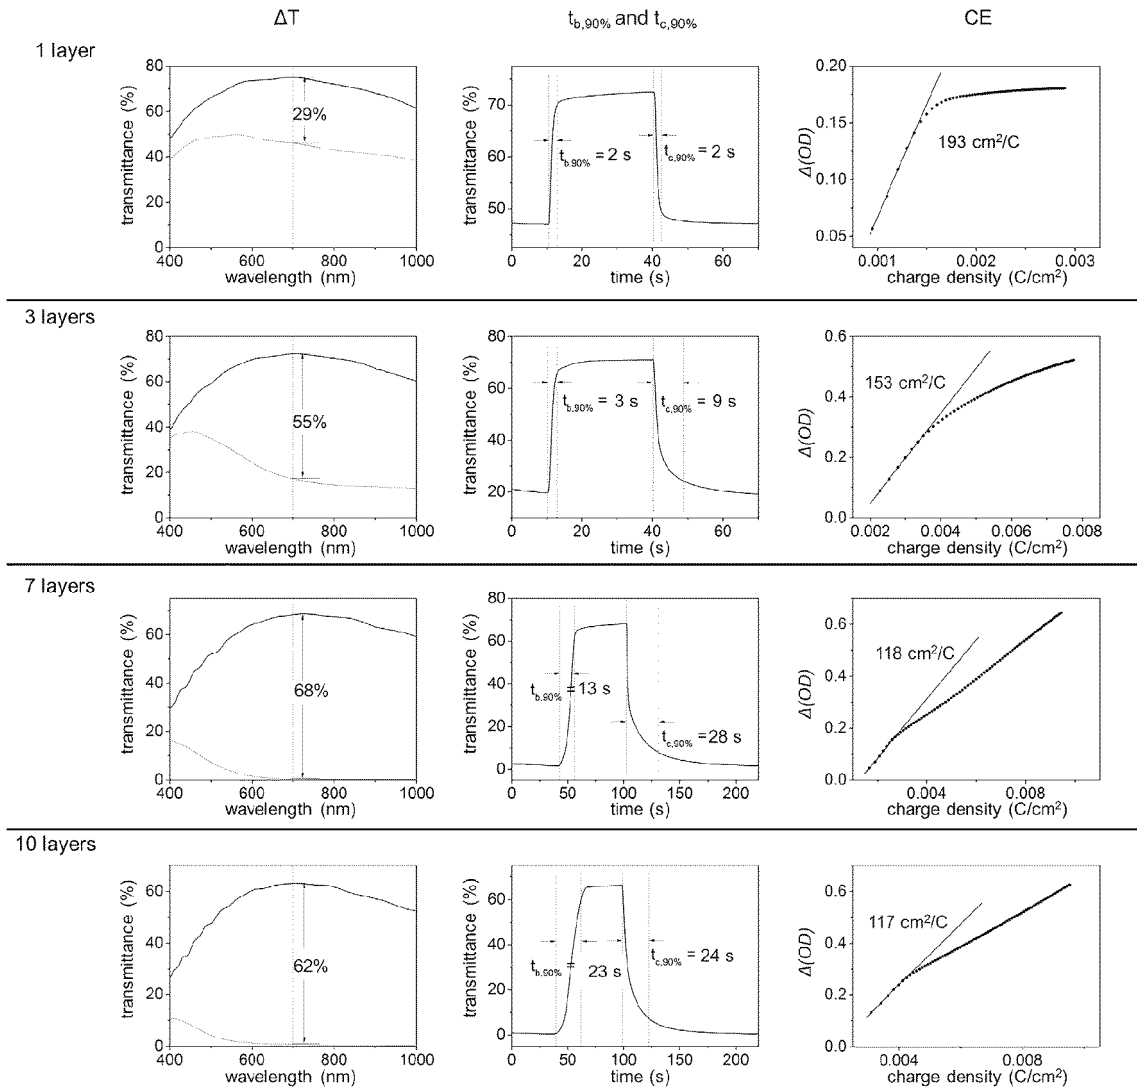 ΔT
t_b,90% and t_c,90%
CE
1 layer
80
60
40
20
0
transmittance (%)
29%
400
600
800
1000
wavelength (nm)
70
60
50
transmittance (%)
t_b,90% = 2 s
t_c,90% = 2 s
0
20
40
60
time (s)
0.20
0.15
0.10
0.05
Δ(OD)
193 cm²/C
0.001
0.002
0.003
charge density (C/cm²)
3 layers
80
60
40
20
0
transmittance (%)
55%
400
600
800
1000
wavelength (nm)
80
60
40
20
transmittance (%)
t_b,90% = 3 s
t_c,90% = 9 s
0
20
40
60
time (s)
0.6
0.4
0.2
0.0
Δ(OD)
153 cm²/C
0.002
0.004
0.006
0.008
charge density (C/cm²)
7 layers
60
40
20
0
transmittance (%)
68%
400
600
800
1000
wavelength (nm)
80
60
40
20
0
transmittance (%)
t_b,90% = 13 s
t_c,90% = 28 s
0
50
100
150
200
time (s)
0.6
0.4
0.2
0.0
Δ(OD)
118 cm²/C
0.004
0.008
charge density (C/cm²)
10 layers
60
40
20
0
transmittance (%)
62%
400
600
800
1000
wavelength (nm)
60
40
20
0
transmittance (%)
t_b,90% = 23 s
t_c,90% = 24 s
0
50
100
150
200
time (s)
0.6
0.4
0.2
0.0
Δ(OD)
117 cm²/C
0.004
0.008
charge density (C/cm²)